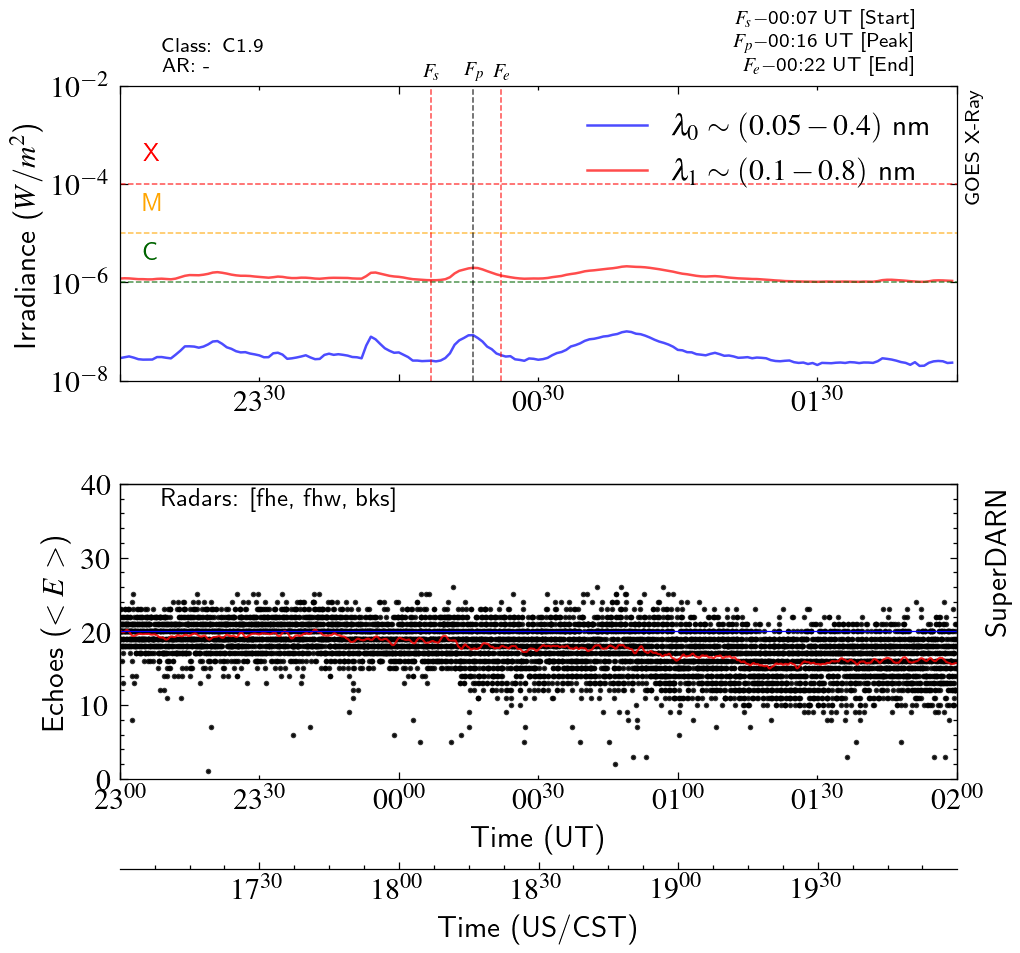 F_s−00:07 UT [Start]
Class: C1.9
F_p−00:16 UT [Peak]
AR: -
F_e−00:22 UT [End]
F_s F_p F_e
10^−2
10^−4
10^−6
10^−8
Irradiance (W/m^2)
X
M
C
λ_0 ∼ (0.05 − 0.4) nm
λ_1 ∼ (0.1 − 0.8) nm
GOES X-Ray
23^30 00^30 01^30
Radars: [fhe, fhw, bks]
40
30
20
10
0
Echoes (< E >)
SuperDARN
23^00 23^30 00^00 00^30 01^00 01^30 02^00
Time (UT)
17^30 18^00 18^30 19^00 19^30
Time (US/CST)